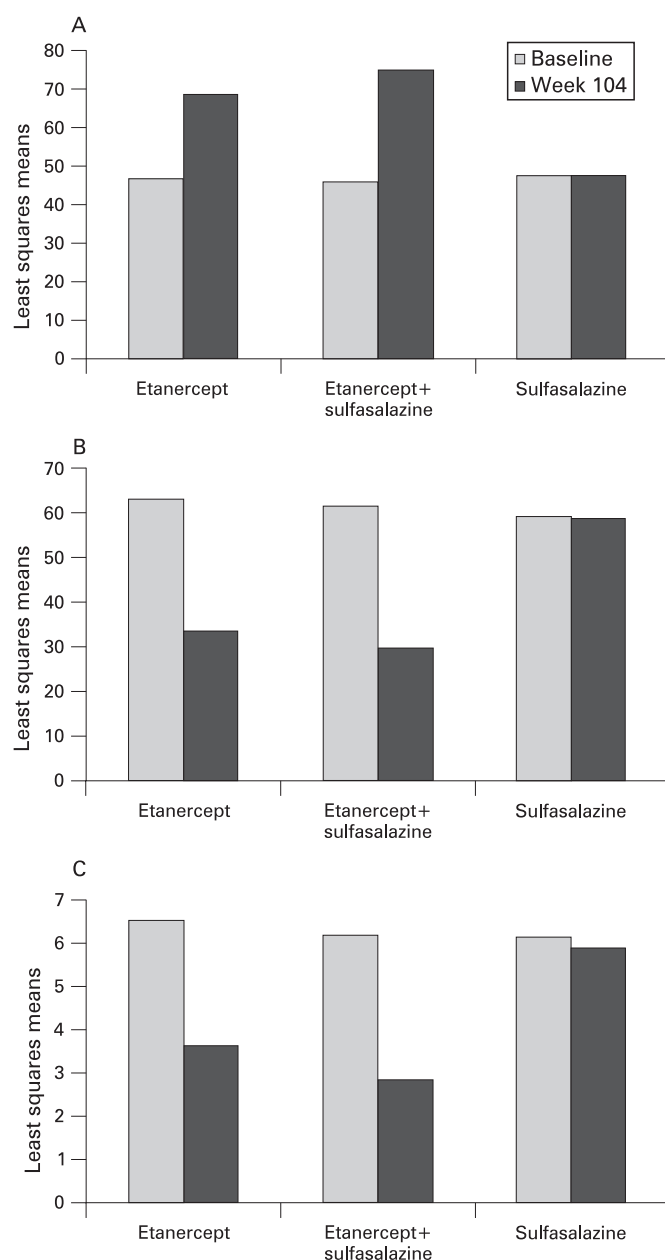 A
Baseline
Week 104
Least squares means
80
70
60
50
40
30
20
10
0
Etanercept
Etanercept+
sulfasalazine
Sulfasalazine
B
Least squares means
70
60
50
40
30
20
10
0
Etanercept
Etanercept+
sulfasalazine
Sulfasalazine
C
Least squares means
7
6
5
4
3
2
1
0
Etanercept
Etanercept+
sulfasalazine
Sulfasalazine